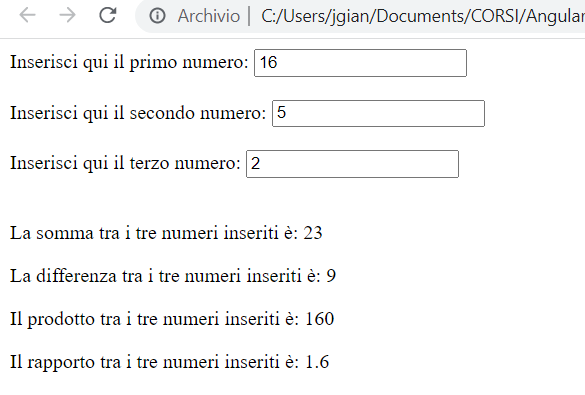 Archivio | C:/Users/jgian/Documents/CORSI/Angular
Inserisci qui il primo numero: 16
Inserisci qui il secondo numero: 5
Inserisci qui il terzo numero: 2
La somma tra i tre numeri inseriti è: 23
La differenza tra i tre numeri inseriti è: 9
Il prodotto tra i tre numeri inseriti è: 160
Il rapporto tra i tre numeri inseriti è: 1.6